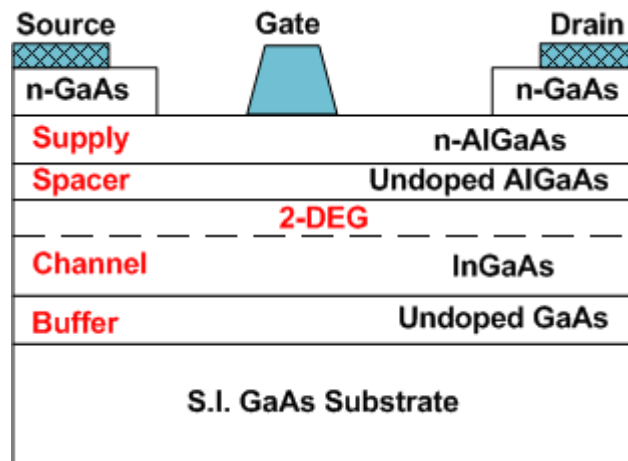 Source Gate Drain
n-GaAs n-GaAs
Supply n-AlGaAs
Spacer Undoped AlGaAs
2-DEG
Channel InGaAs
Buffer Undoped GaAs
S.I. GaAs Substrate